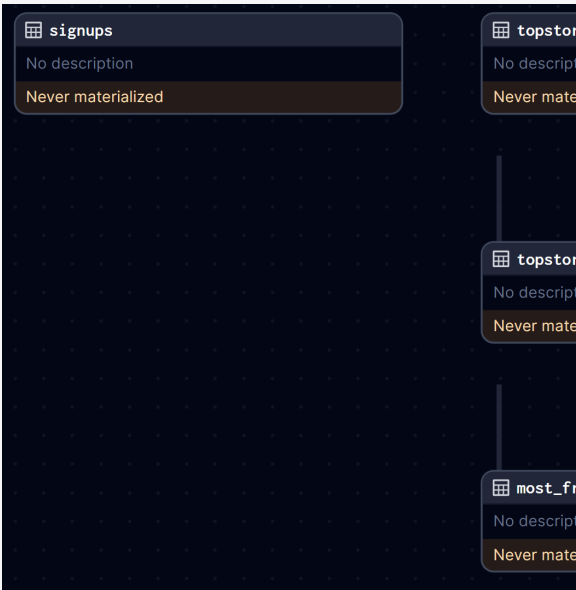 signups
No description
Never materialized
topstor
No descript
Never mate
topstor
No descript
Never mate
most_fr
No descript
Never mate